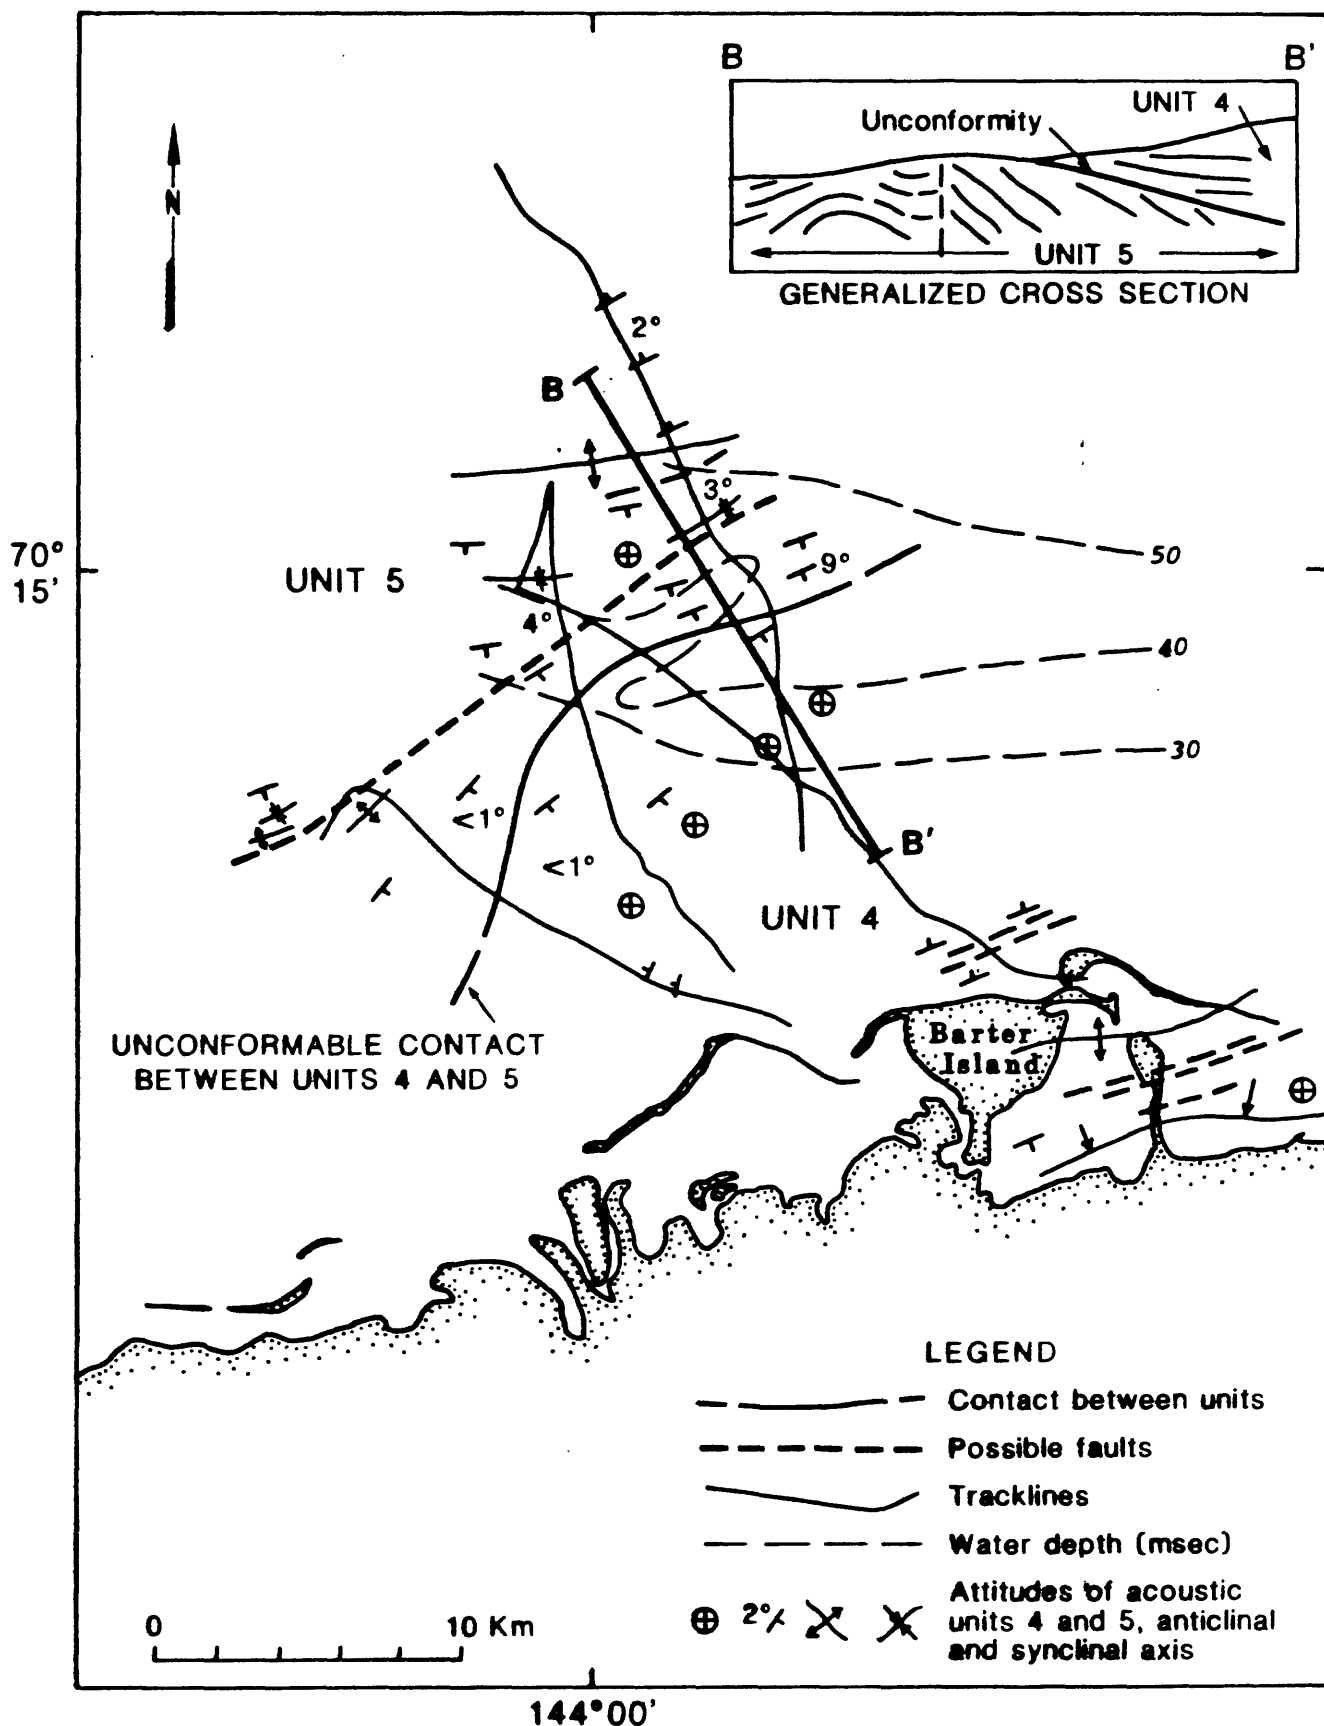 B B'
UNIT 4
Unconformity
UNIT 5
GENERALIZED CROSS SECTION
N
2°
B
3°
50
70°
15'
UNIT 5
9°
4°
40
30
<1°
B'
<1°
UNIT 4
UNCONFORMABLE CONTACT
BETWEEN UNITS 4 AND 5
Barter
Island
LEGEND
Contact between units
Possible faults
Tracklines
Water depth (msec)
2°
Attitudes of acoustic
units 4 and 5, anticlinal
and synclinal axis
0 10 Km
144°00'